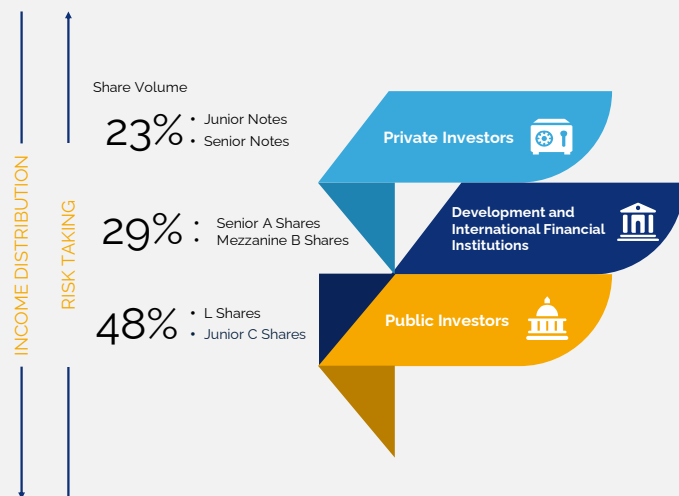 Share Volume
23%
• Junior Notes
• Senior Notes
Private Investors
29%
• Senior A Shares
• Mezzanine B Shares
Development and
International Financial
Institutions
48%
• L Shares
• Junior C Shares
Public Investors
INCOME DISTRIBUTION
RISK TAKING